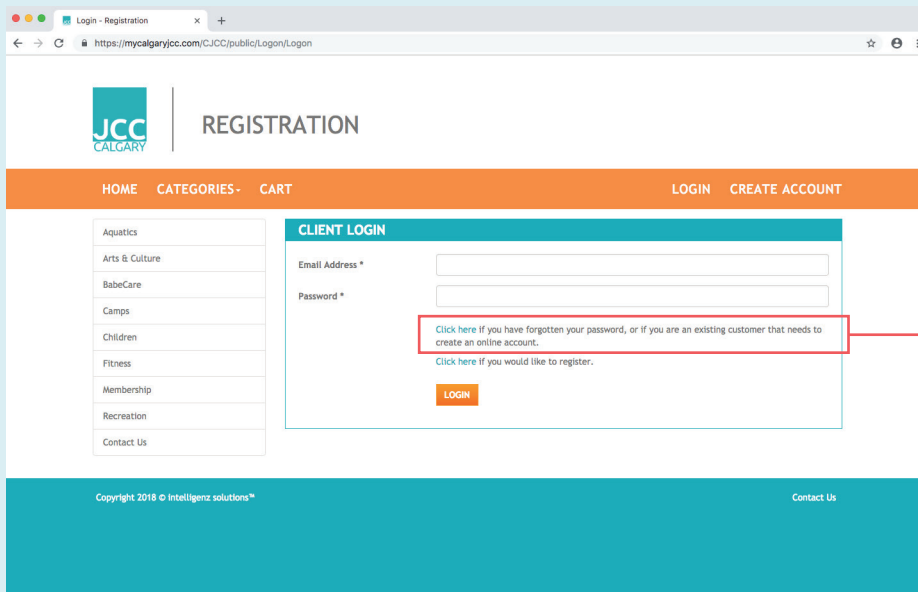 Login - Registration
https://mycalgaryjcc.com/CJCC/public/Logon/Logon
JCC
CALGARY
REGISTRATION
HOME CATEGORIES CART LOGIN CREATE ACCOUNT
Aquatics
Arts & Culture
BabeCare
Camps
Children
Fitness
Membership
Recreation
Contact Us
CLIENT LOGIN
Email Address *
Password *
Click here if you have forgotten your password, or if you are an existing customer that needs to
create an online account.
Click here if you would like to register.
LOGIN
Copyright 2018 © Intelligenz solutions™ Contact Us